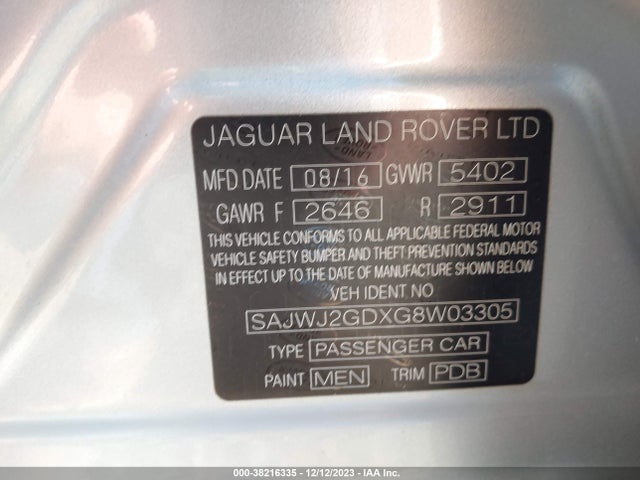 JAGUAR LAND ROVER LTD
MFD DATE 08/16 GVWR 5402
GAWR F 2646 R 2911
THIS VEHICLE CONFORMS TO ALL APPLICABLE FEDERAL MOTOR
VEHICLE SAFETY BUMPER AND THEFT PREVENTION STANDARDS
IN EFFECT UP TO THE DATE OF MANUFACTURE SHOWN BELOW
VEH IDENT NO
SAJWJ2GDXG8W03305
TYPE PASSENGER CAR
PAINT MEN TRIM PDB
000-38216335 - 12/12/2023 - IAA Inc.